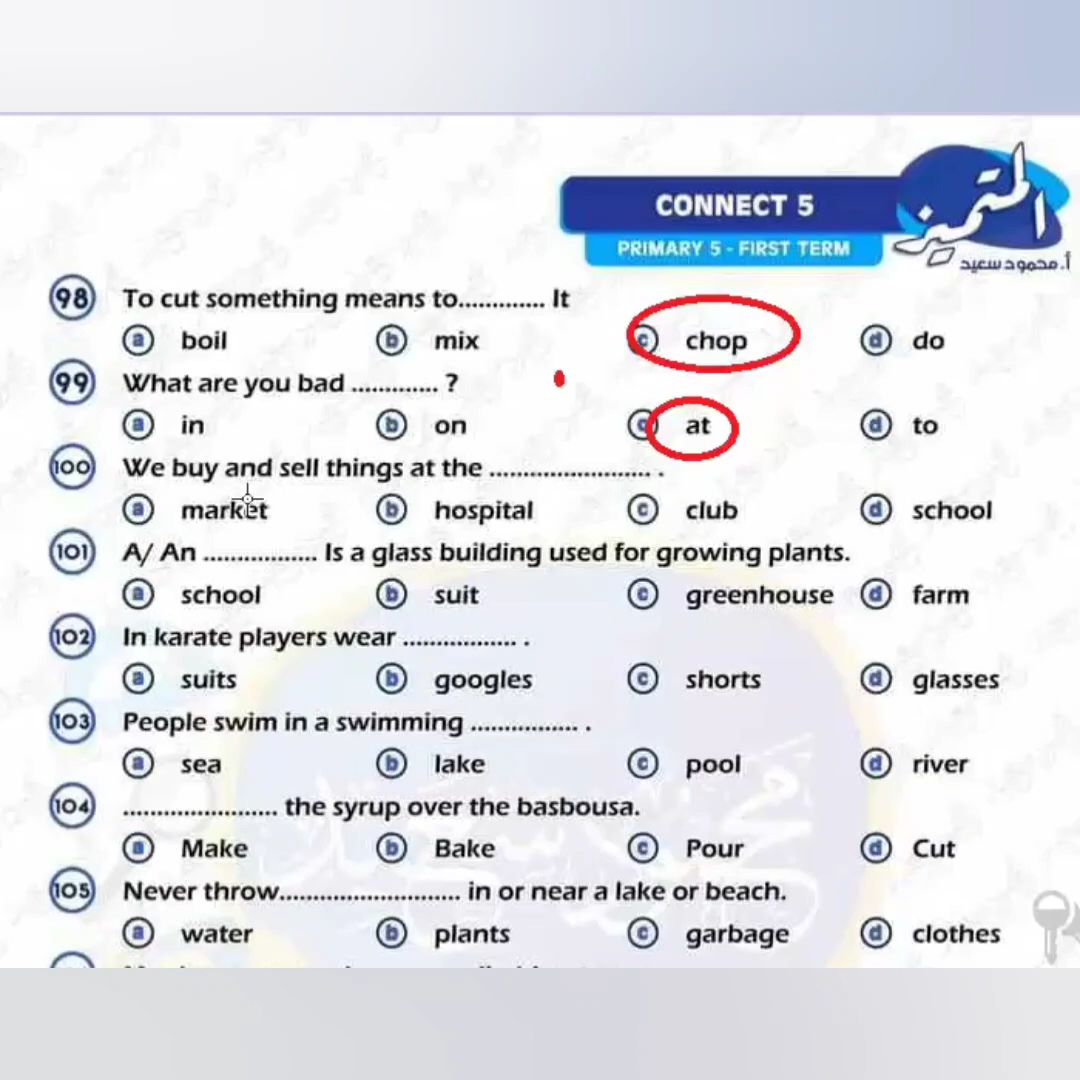 المتميز
CONNECT 5
PRIMARY 5 - FIRST TERM
أ. محمود سعيد
98 To cut something means to............. It
a boil b mix c chop d do
99 What are you bad ............. ?
a in b on c at d to
100 We buy and sell things at the ........................ .
a market b hospital c club d school
101 A/ An ................. Is a glass building used for growing plants.
a school b suit c greenhouse d farm
102 In karate players wear ................. .
a suits b googles c shorts d glasses
103 People swim in a swimming ................ .
a sea b lake c pool d river
104 ....................... the syrup over the basbousa.
a Make b Bake c Pour d Cut
105 Never throw........................... in or near a lake or beach.
a water b plants c garbage d clothes